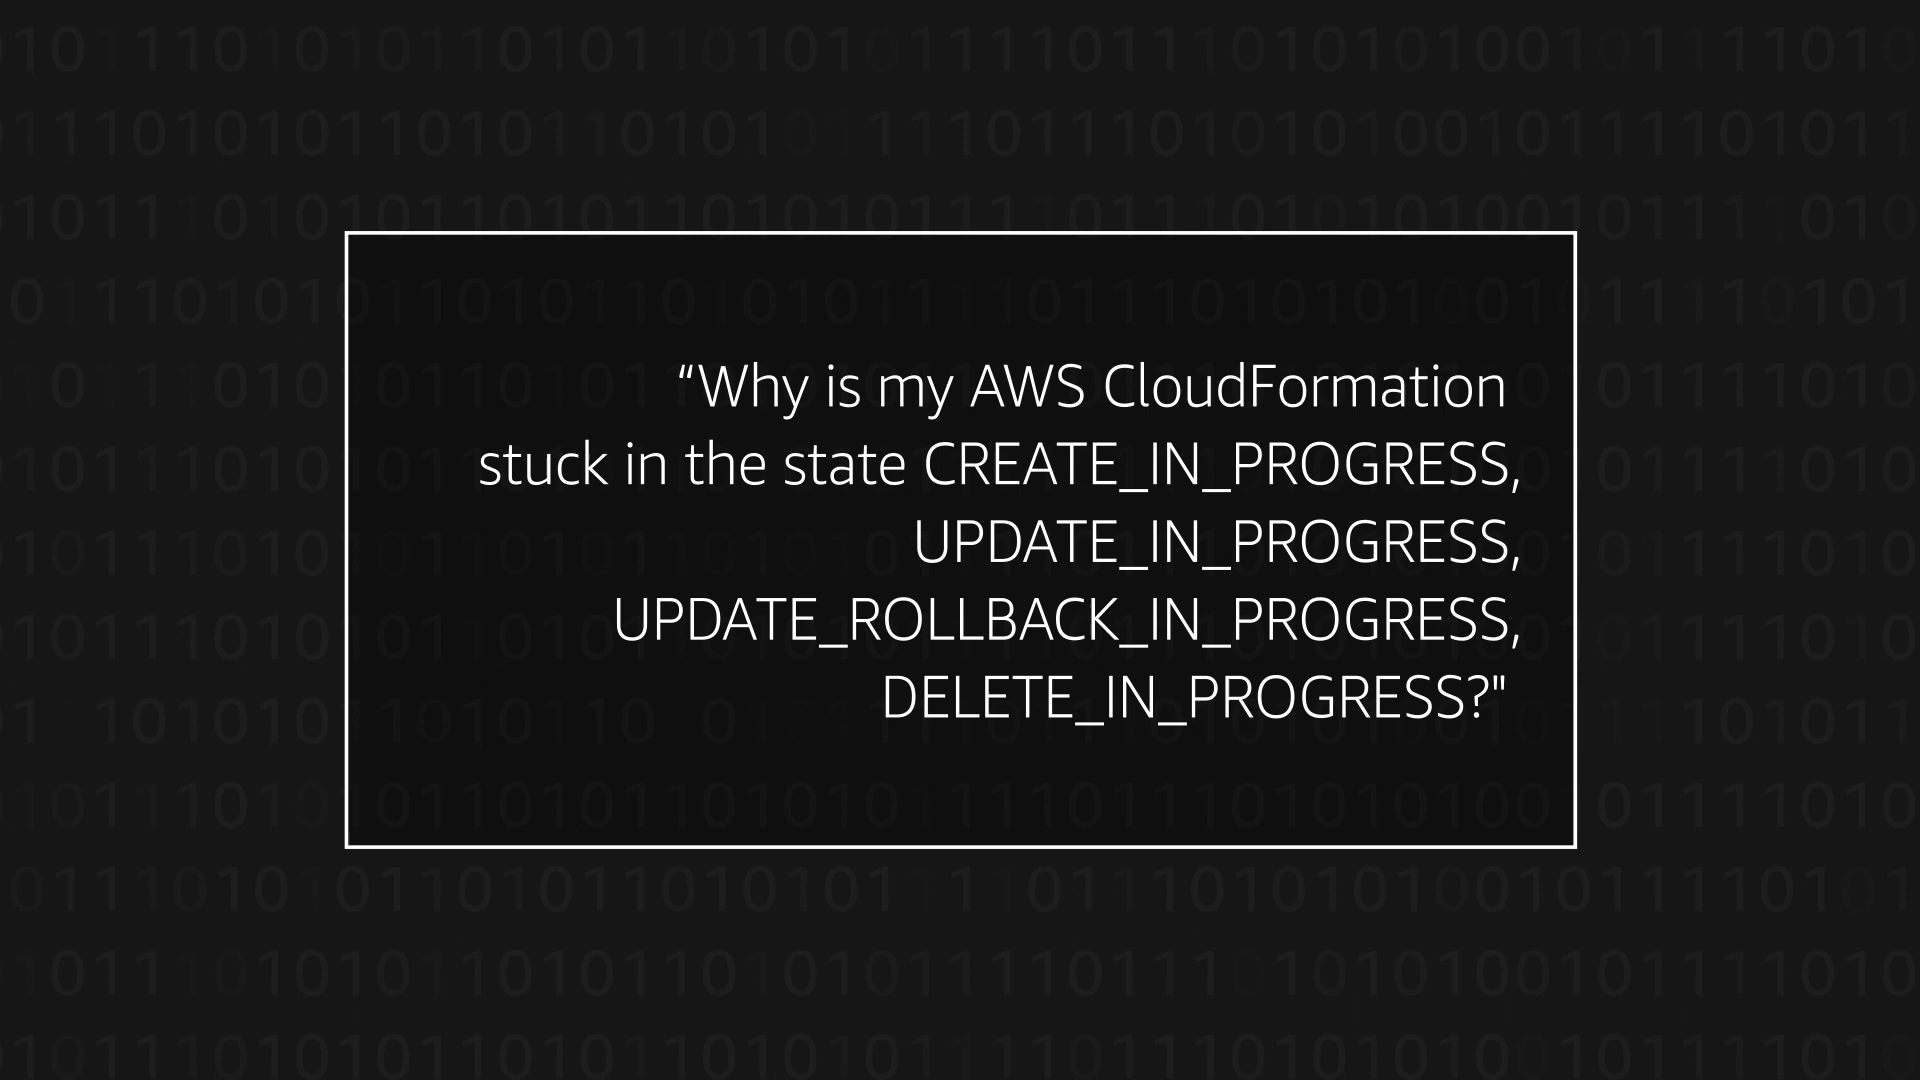 “Why is my AWS CloudFormation
stuck in the state CREATE_IN_PROGRESS,
UPDATE_IN_PROGRESS,
UPDATE_ROLLBACK_IN_PROGRESS,
DELETE_IN_PROGRESS?"